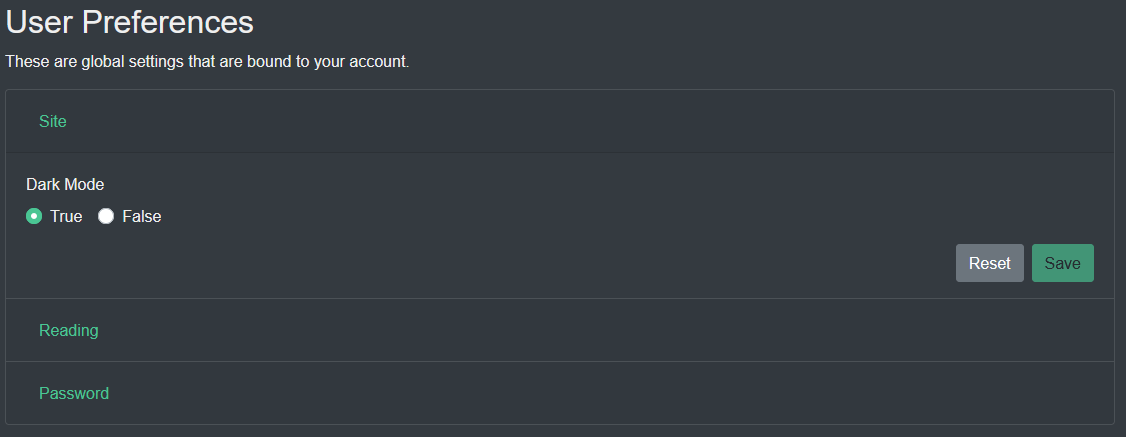 User Preferences
These are global settings that are bound to your account.
Site
Dark Mode
True False
Reset Save
Reading
Password